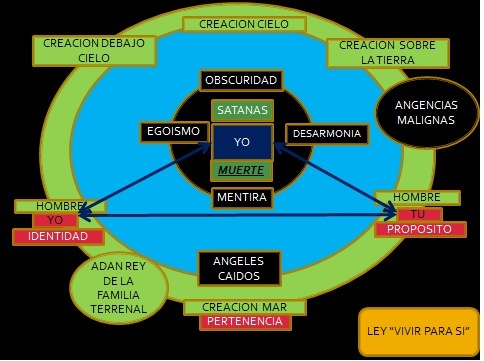 CREACION CIELO
CREACION DEBAJO
CIELO
CREACION SOBRE
LA TIERRA
OBSCURIDAD
ANGENCIAS
MALIGNAS
SATANAS
EGOISMO
YO
DESARMONIA
MUERTE
MENTIRA
HOMBRE
YO
IDENTIDAD
HOMBRE
TU
PROPOSITO
ANGELES
CAIDOS
ADAN REY
DE LA
FAMILIA
TERRENAL
CREACION MAR
PERTENENCIA
LEY “VIVIR PARA SI”